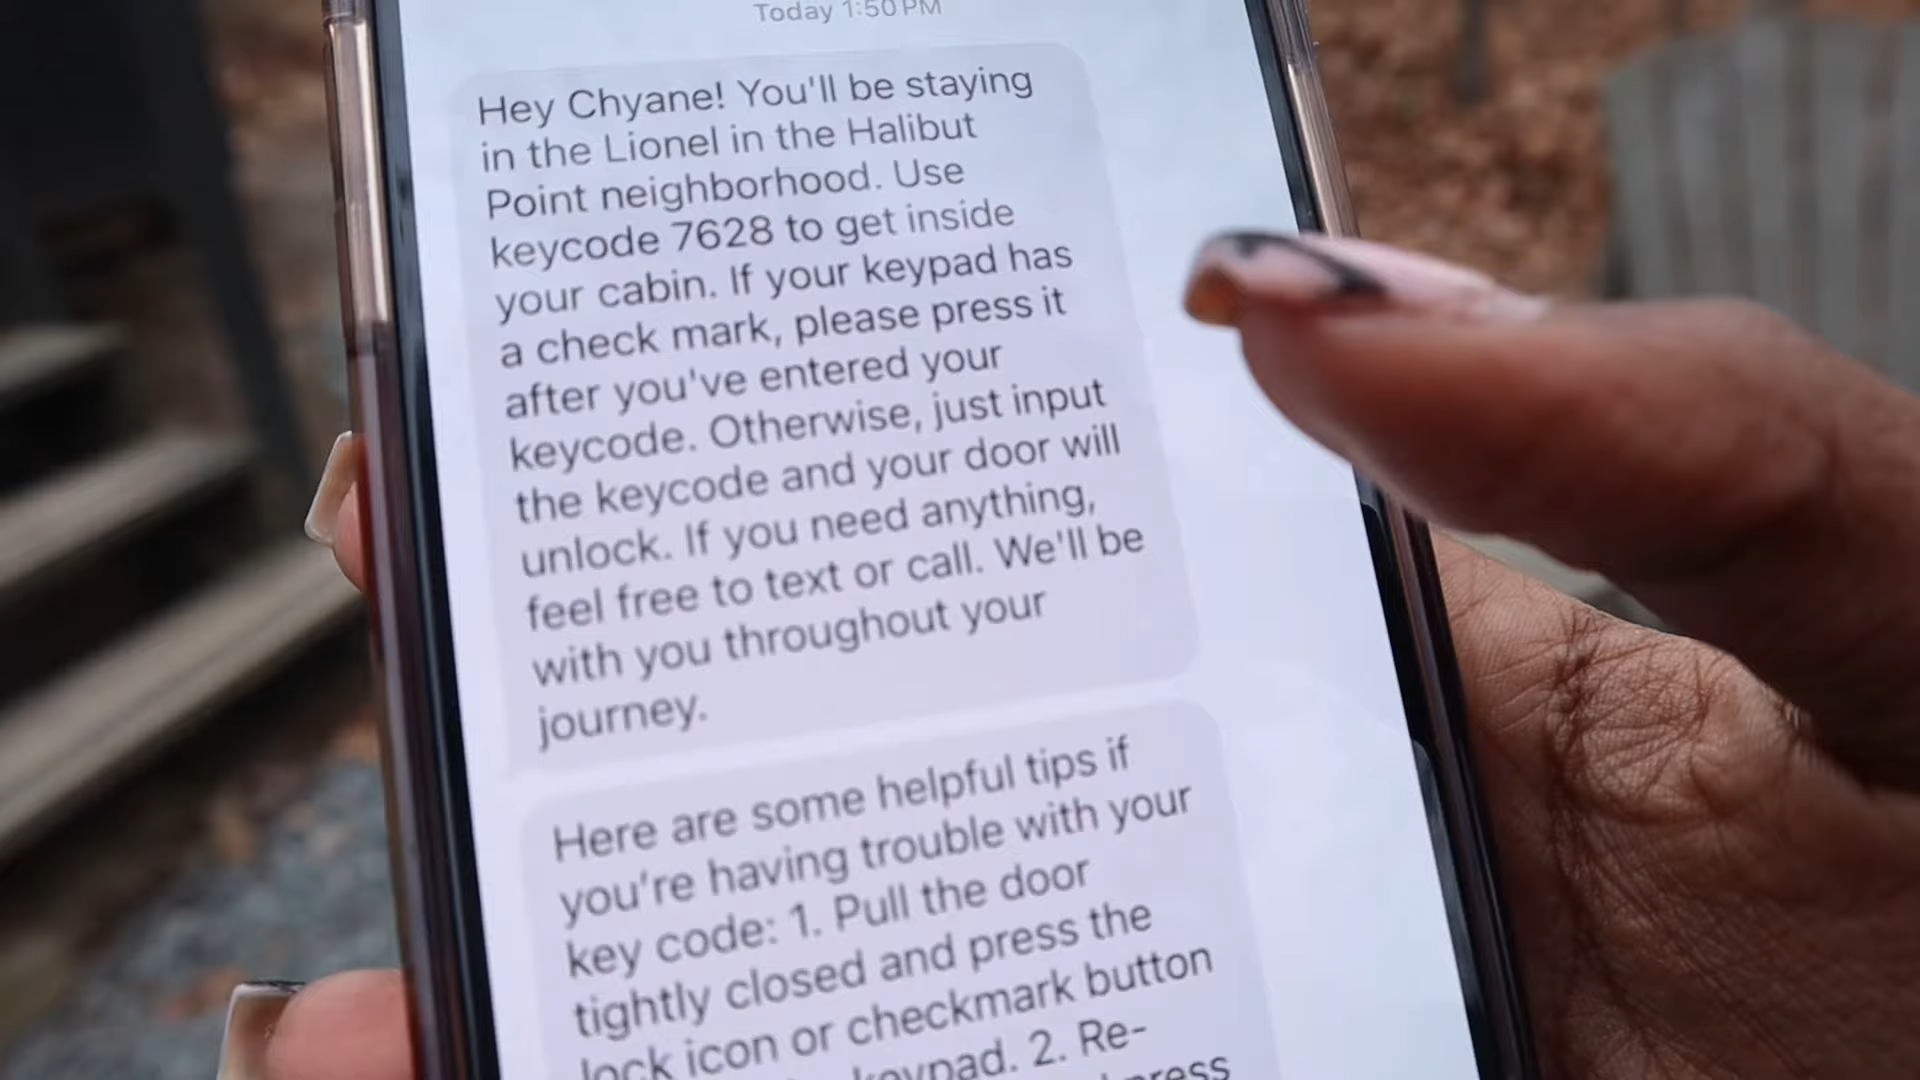 Today 1:50 PM
Hey Chyane! You'll be staying
in the Lionel in the Halibut
Point neighborhood. Use
keycode 7628 to get inside
your cabin. If your keypad has
a check mark, please press it
after you've entered your
keycode. Otherwise, just input
the keycode and your door will
unlock. If you need anything,
feel free to text or call. We'll be
with you throughout your
journey.
Here are some helpful tips if
you're having trouble with your
key code: 1. Pull the door
tightly closed and press the
lock icon or checkmark button
keypad. 2. Re-
press